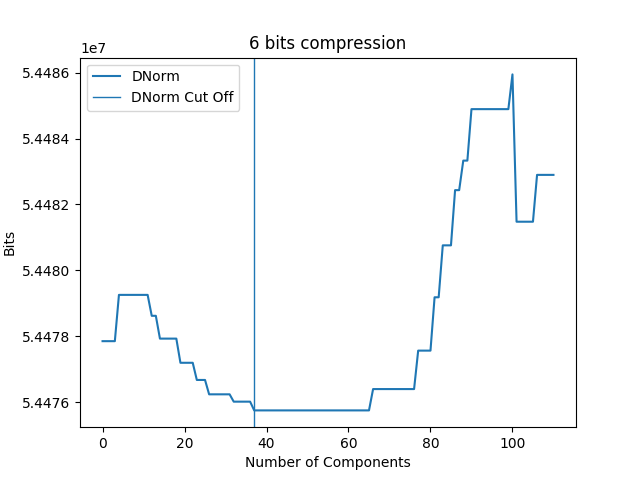 6 bits compression
1e7
DNorm
DNorm Cut Off
5.4486
5.4484
5.4482
5.4480
5.4478
5.4476
Bits
0 20 40 60 80 100
Number of Components